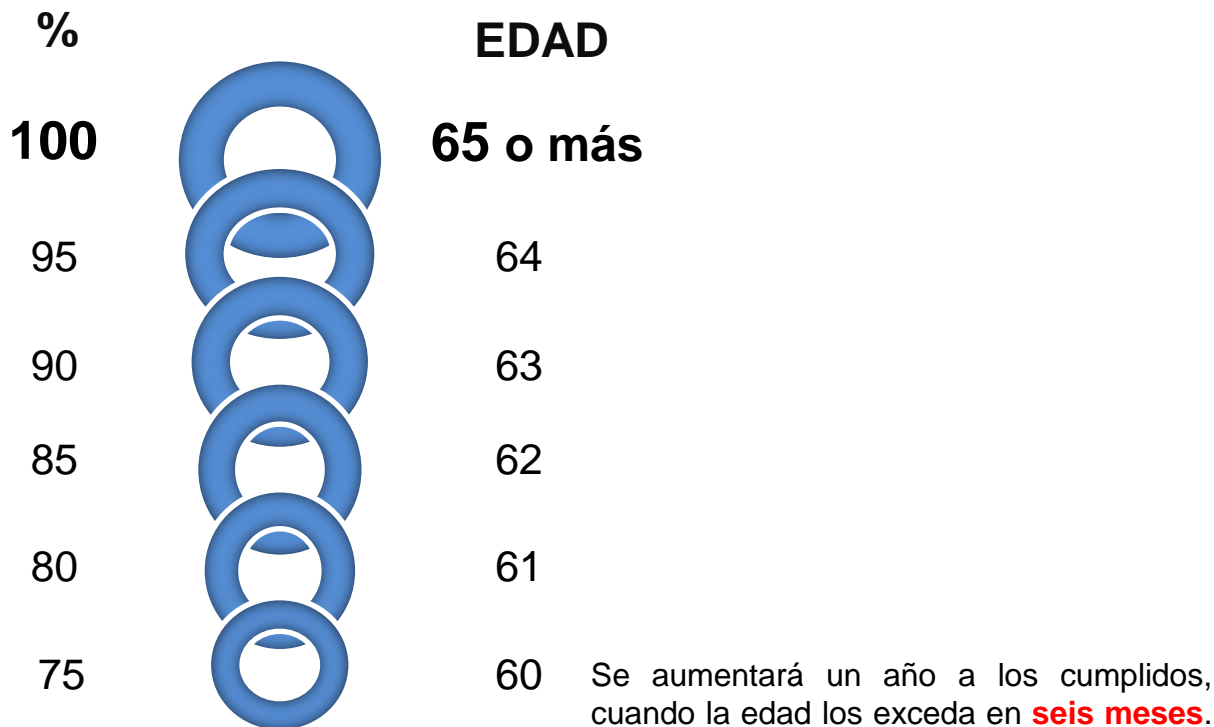 % EDAD
100 65 o más
95 64
90 63
85 62
80 61
75 60
Se aumentará un año a los cumplidos,
cuando la edad los exceda en seis meses.